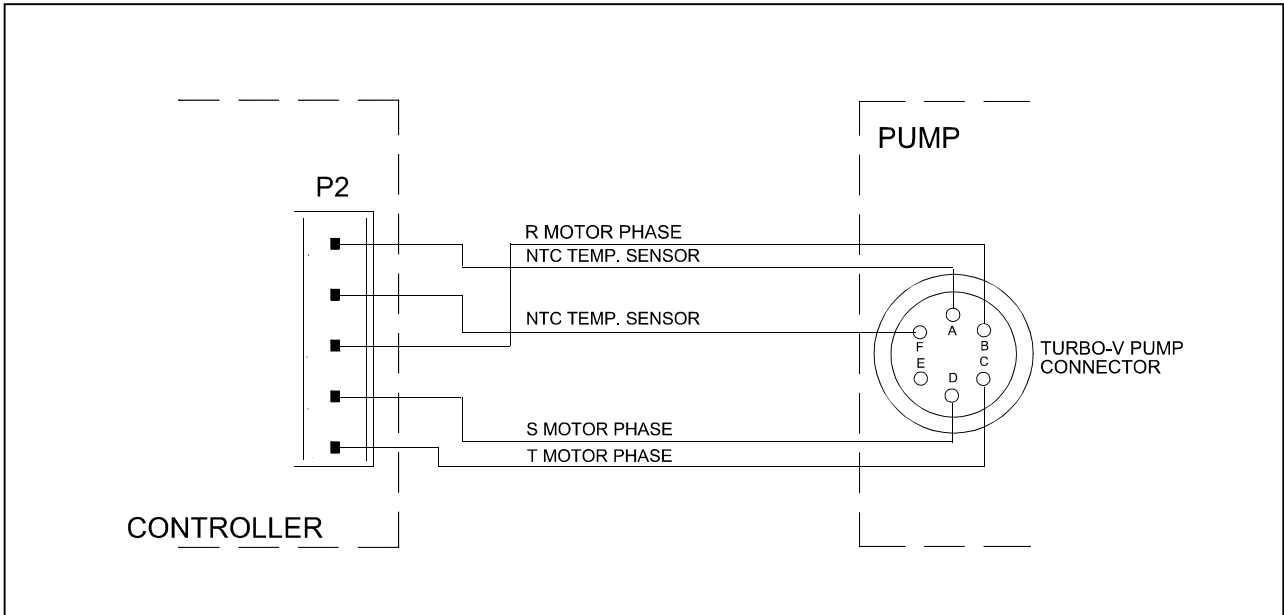 PUMP
P2
R MOTOR PHASE
NTC TEMP. SENSOR
NTC TEMP. SENSOR
A
F
B
E
D
C
TURBO-V PUMP
CONNECTOR
S MOTOR PHASE
T MOTOR PHASE
CONTROLLER